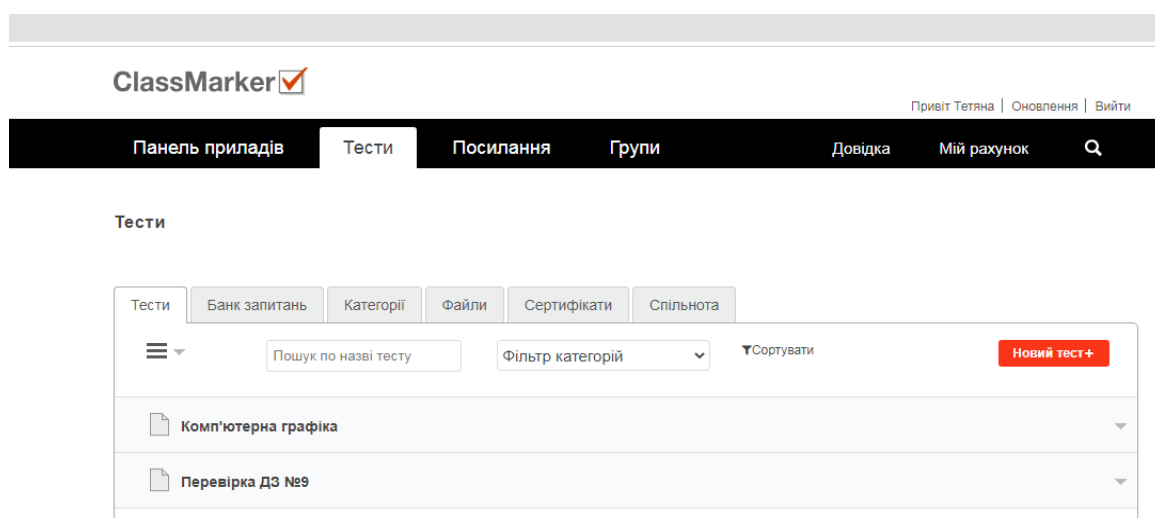 ClassMarker
Привіт Тетяна | Оновлення | Вийти
Панель приладів Тести Посилання Групи Довідка Мій рахунок
Тести
Тести Банк запитань Категорії Файли Сертифікати Спільнота
Пошук по назві тесту Фільтр категорій Сортувати Новий тест+
Комп'ютерна графіка
Перевірка ДЗ №9